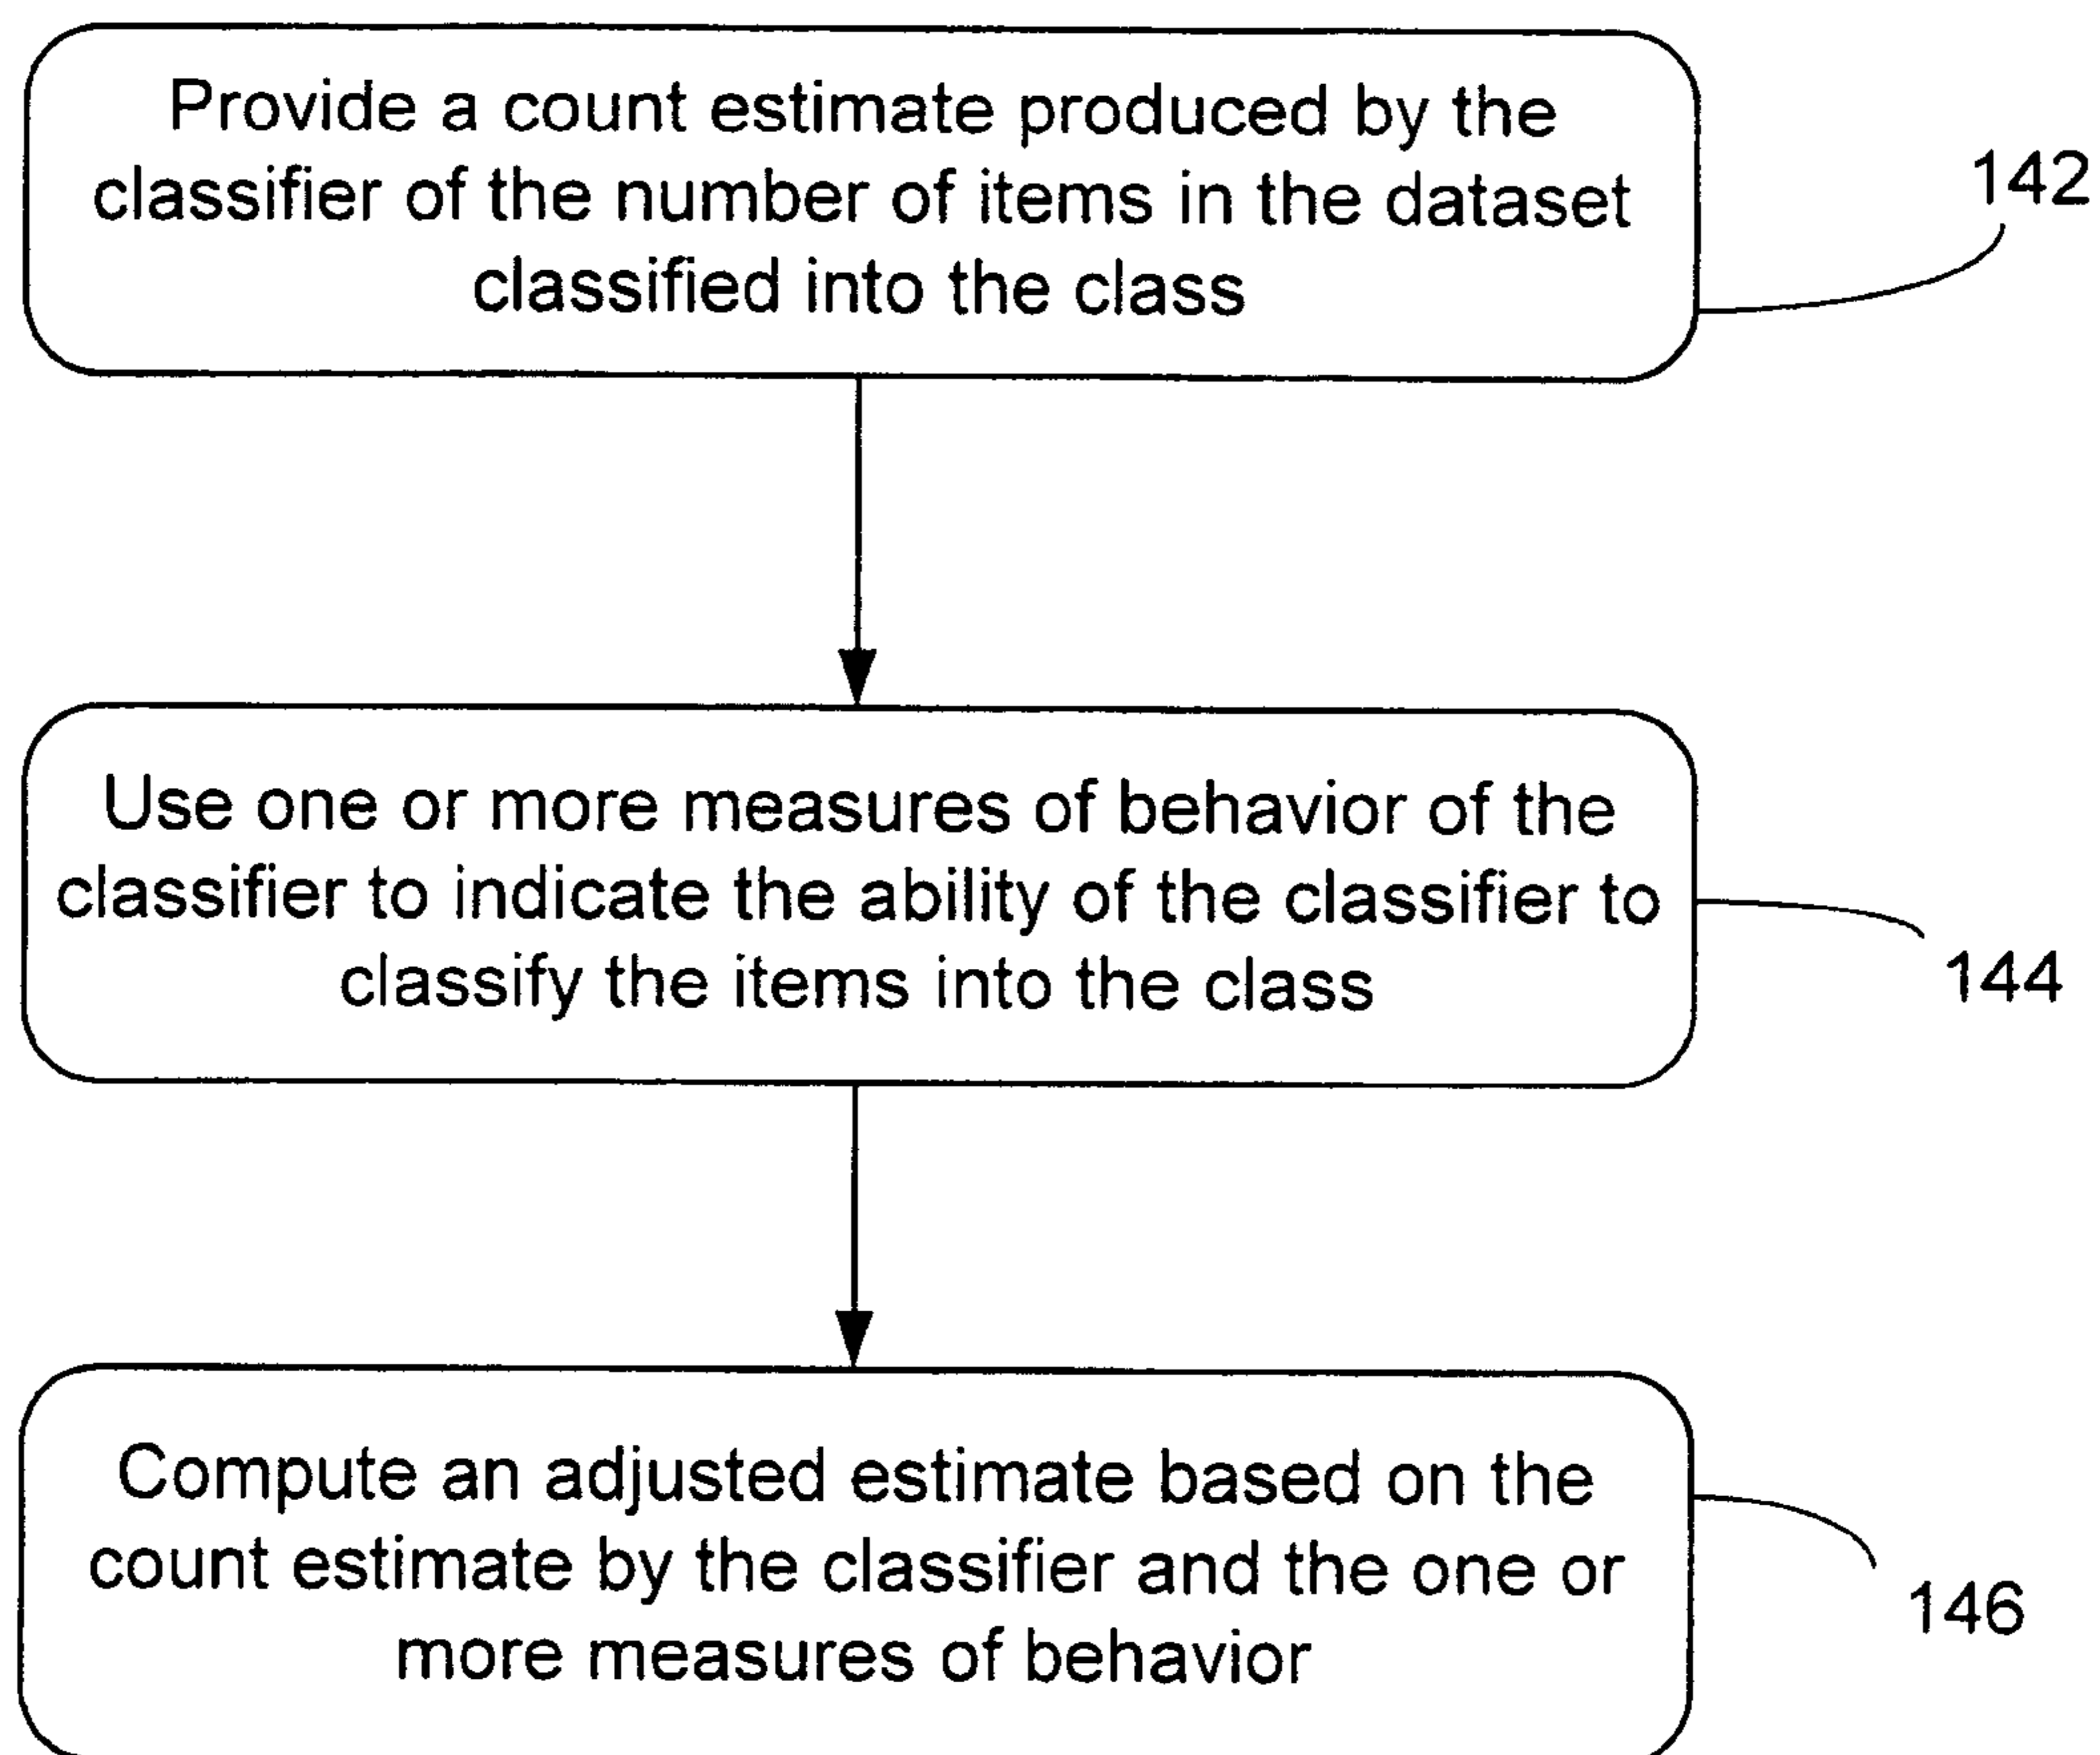 Provide a count estimate produced by the
classifier of the number of items in the dataset
classified into the class
142
Use one or more measures of behavior of the
classifier to indicate the ability of the classifier to
classify the items into the class
144
Compute an adjusted estimate based on the
count estimate by the classifier and the one or
more measures of behavior
146